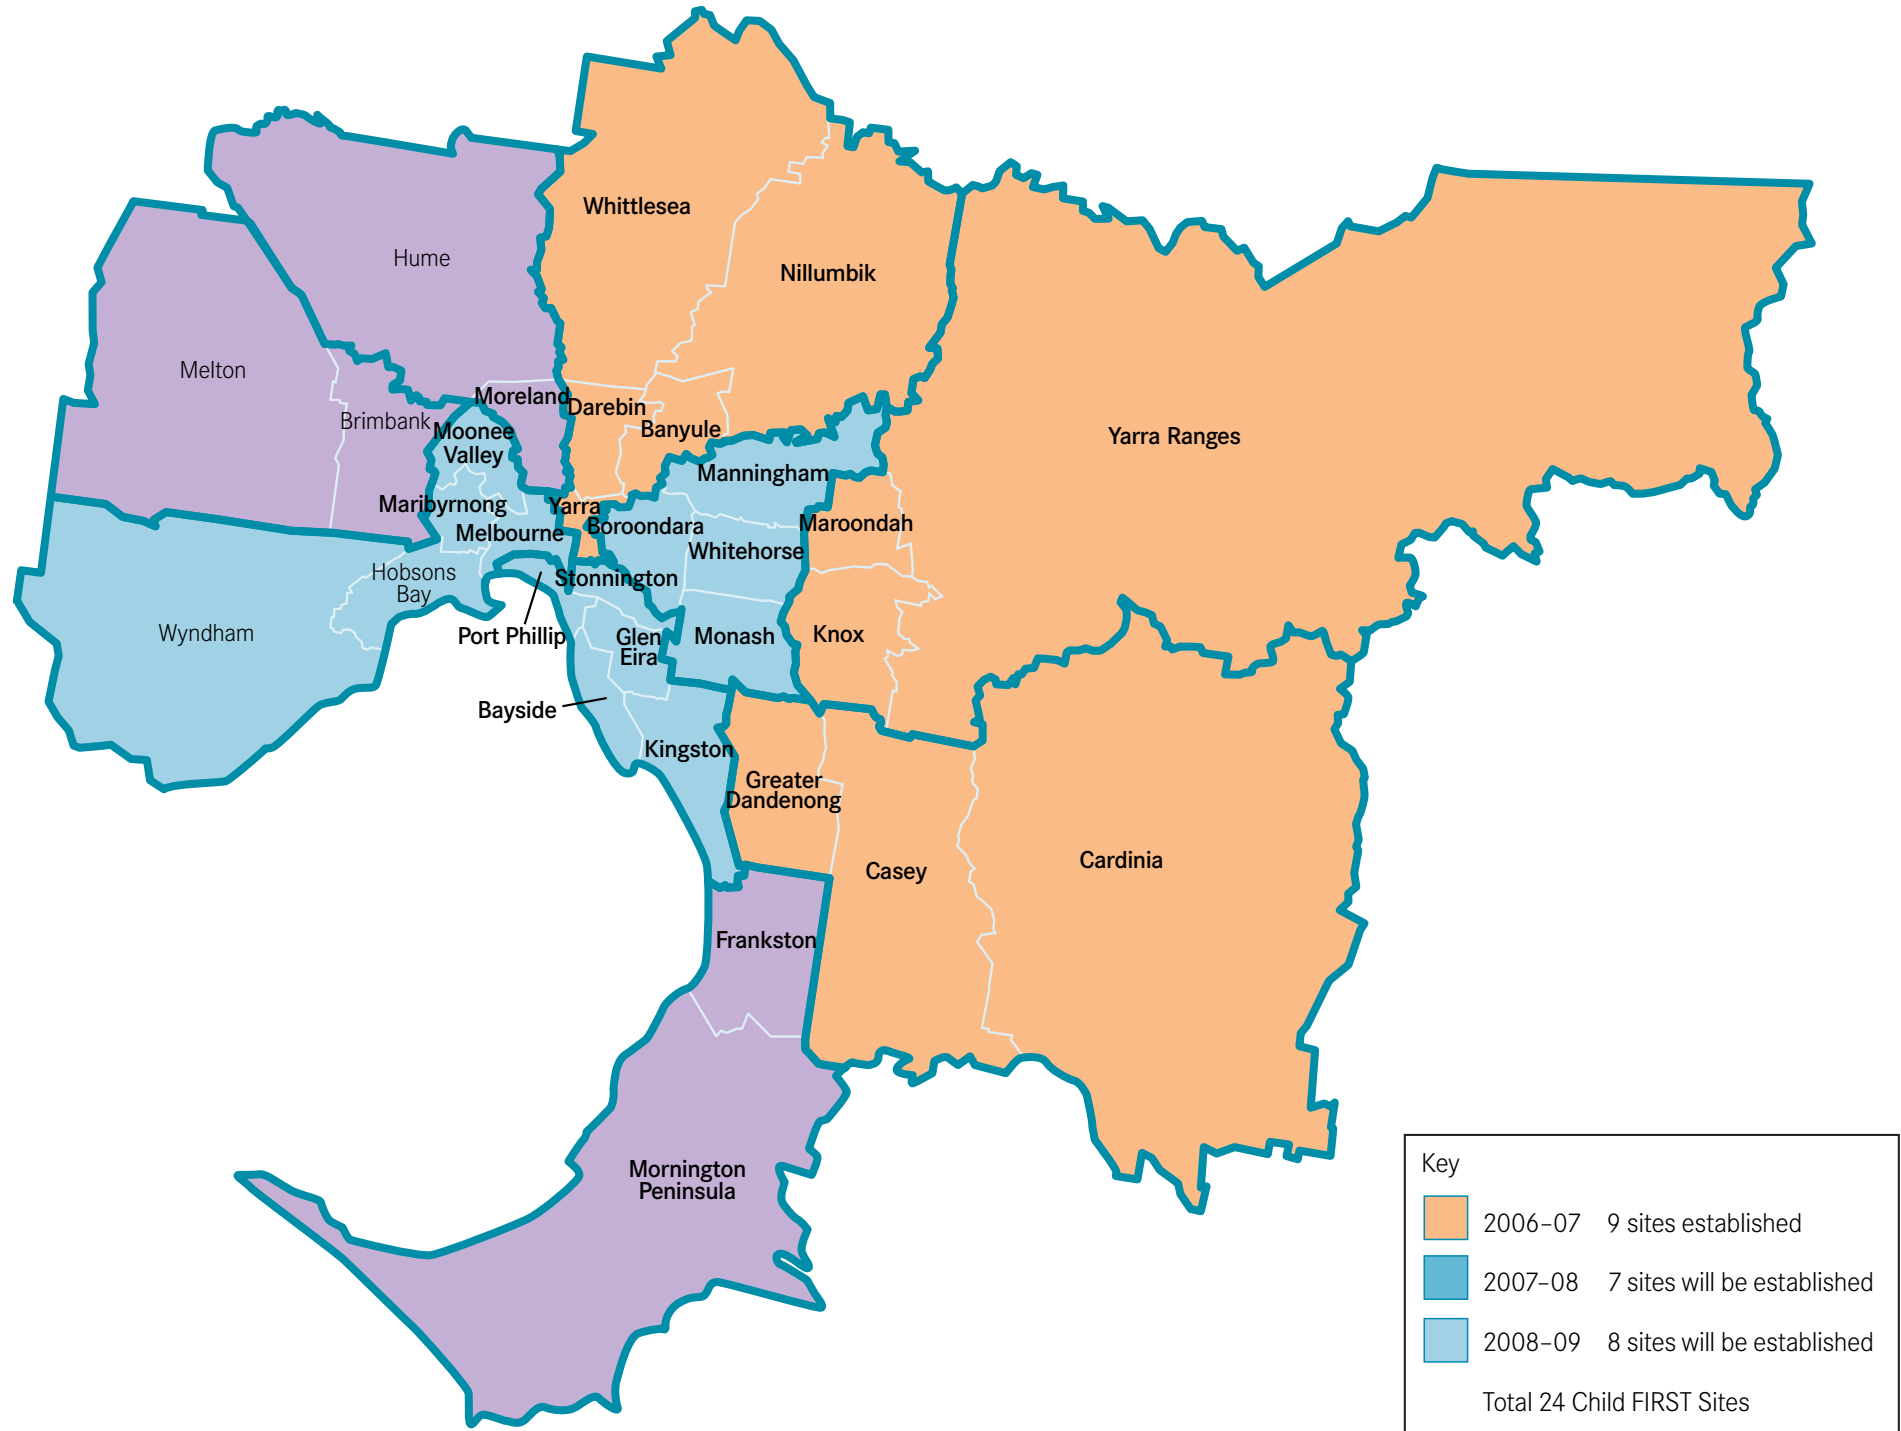 Whittlesea
Nillumbik
Hume
Melton
Brimbank
Moreland
Darebin
Banyule
Moonee
Valley
Yarra Ranges
Manningham
Maribyrnong
Yarra
Melbourne
Boroondara
Maroondah
Whitehorse
Hobsons
Bay
Stonnington
Wyndham
Port Phillip
Glen
Eira
Monash
Knox
Bayside
Kingston
Greater
Dandenong
Casey
Cardinia
Frankston
Mornington
Peninsula
Key
2006–07 9 sites established
2007–08 7 sites will be established
2008–09 8 sites will be established
Total 24 Child FIRST Sites